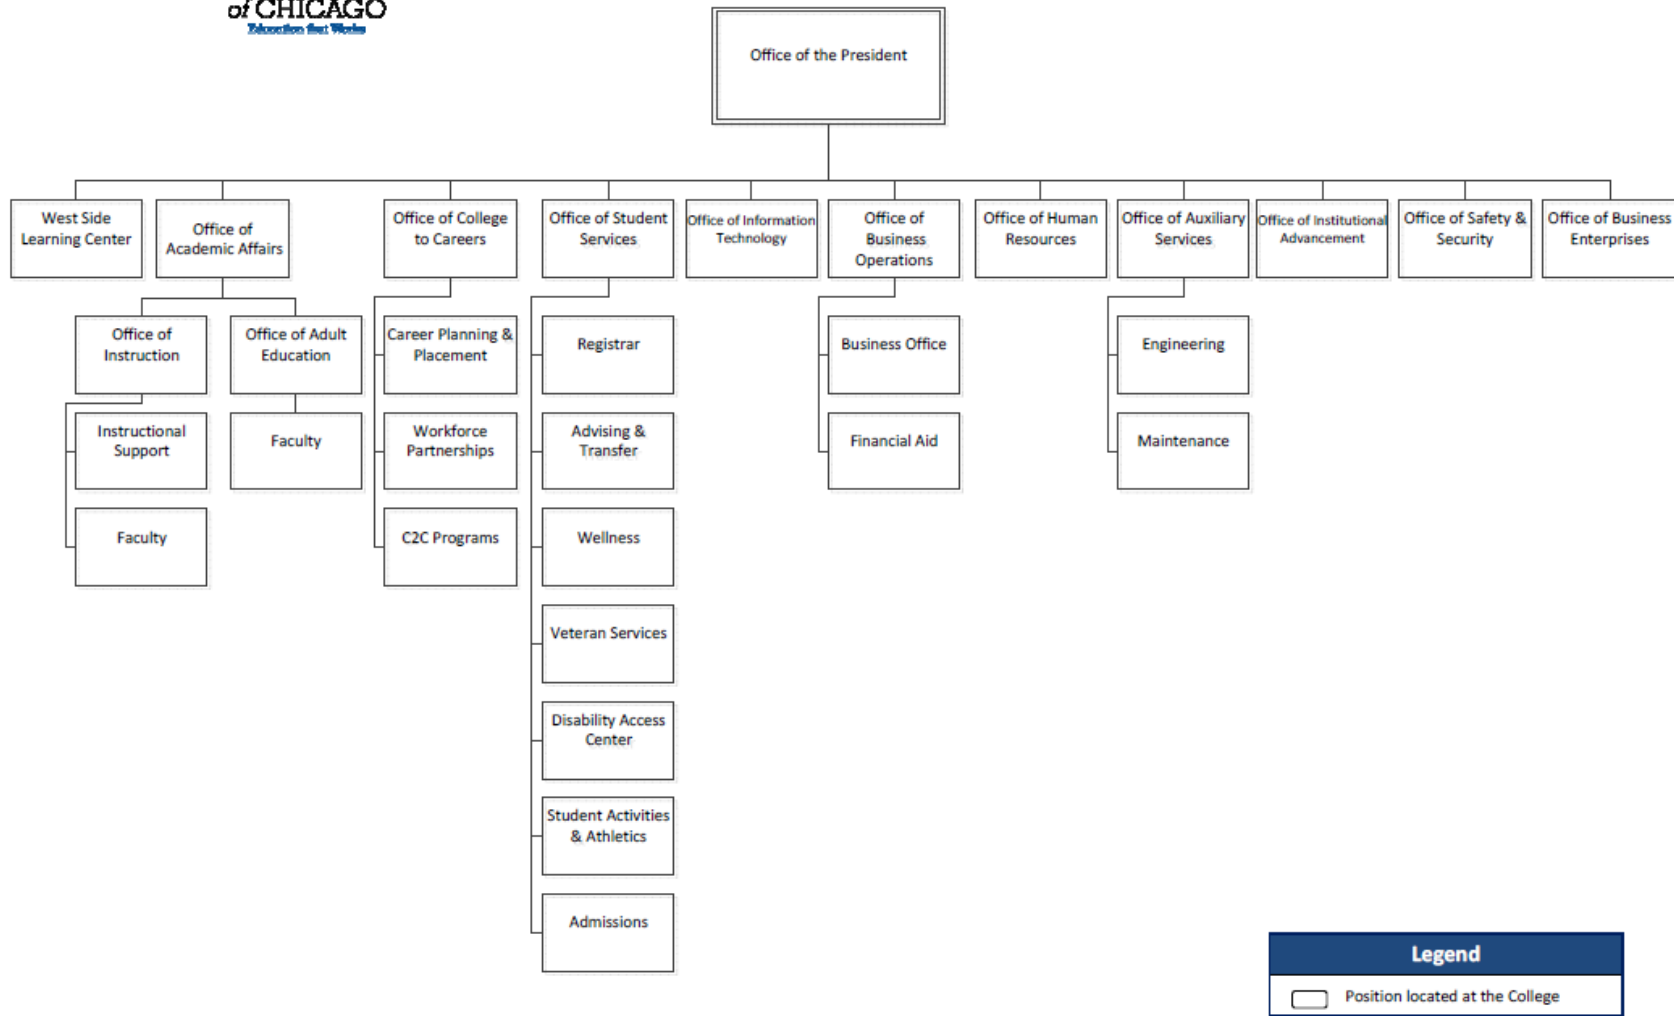 of CHICAGO
Education that Works
Office of the President
West Side
Learning Center
Office of
Academic Affairs
Office of College
to Careers
Office of Student
Services
Office of Information
Technology
Office of
Business
Operations
Office of Human
Resources
Office of Auxiliary
Services
Office of Institutional
Advancement
Office of Safety &
Security
Office of Business
Enterprises
Office of
Instruction
Office of Adult
Education
Career Planning &
Placement
Registrar
Business Office
Engineering
Instructional
Support
Faculty
Workforce
Partnerships
Advising &
Transfer
Financial Aid
Maintenance
Faculty
C2C Programs
Wellness
Veteran Services
Disability Access
Center
Student Activities
& Athletics
Admissions
Legend
Position located at the College